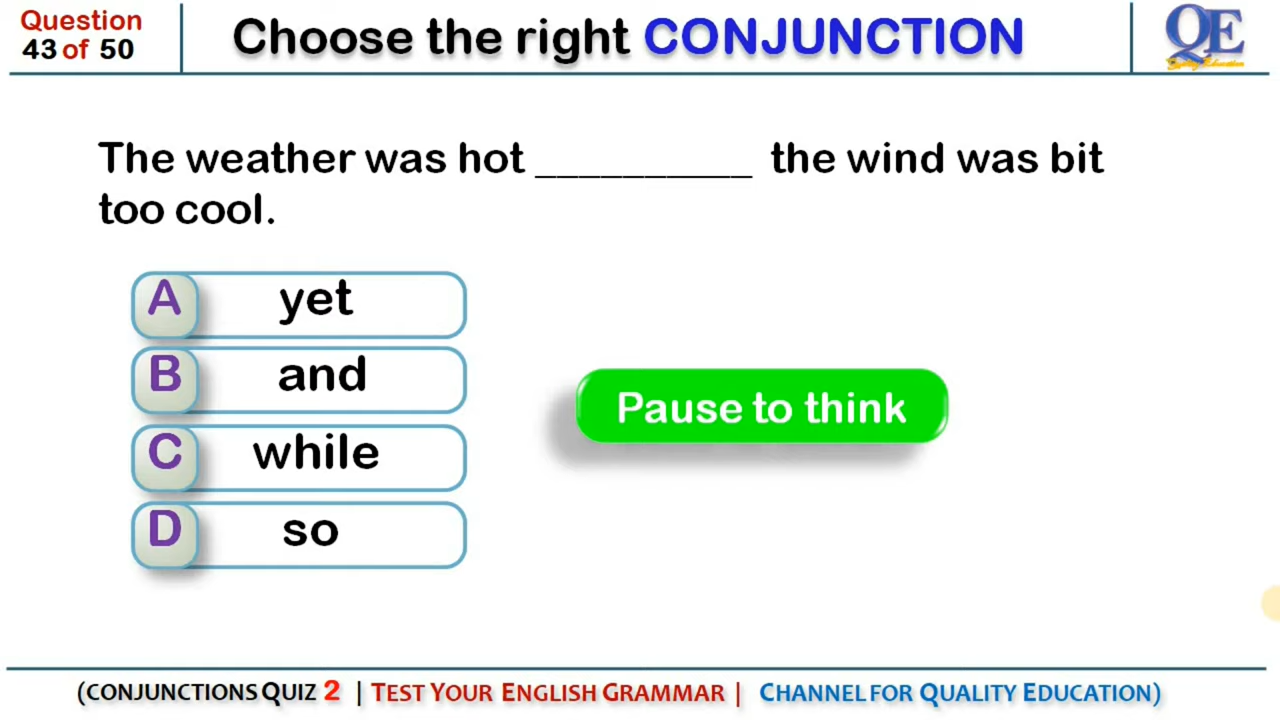 Question
43 of 50
Choose the right CONJUNCTION
QE
Quality Education
The weather was hot __________ the wind was bit
too cool.
A yet
B and
C while
D so
Pause to think
(CONJUNCTIONS QUIZ 2 | TEST YOUR ENGLISH GRAMMAR | CHANNEL FOR QUALITY EDUCATION)